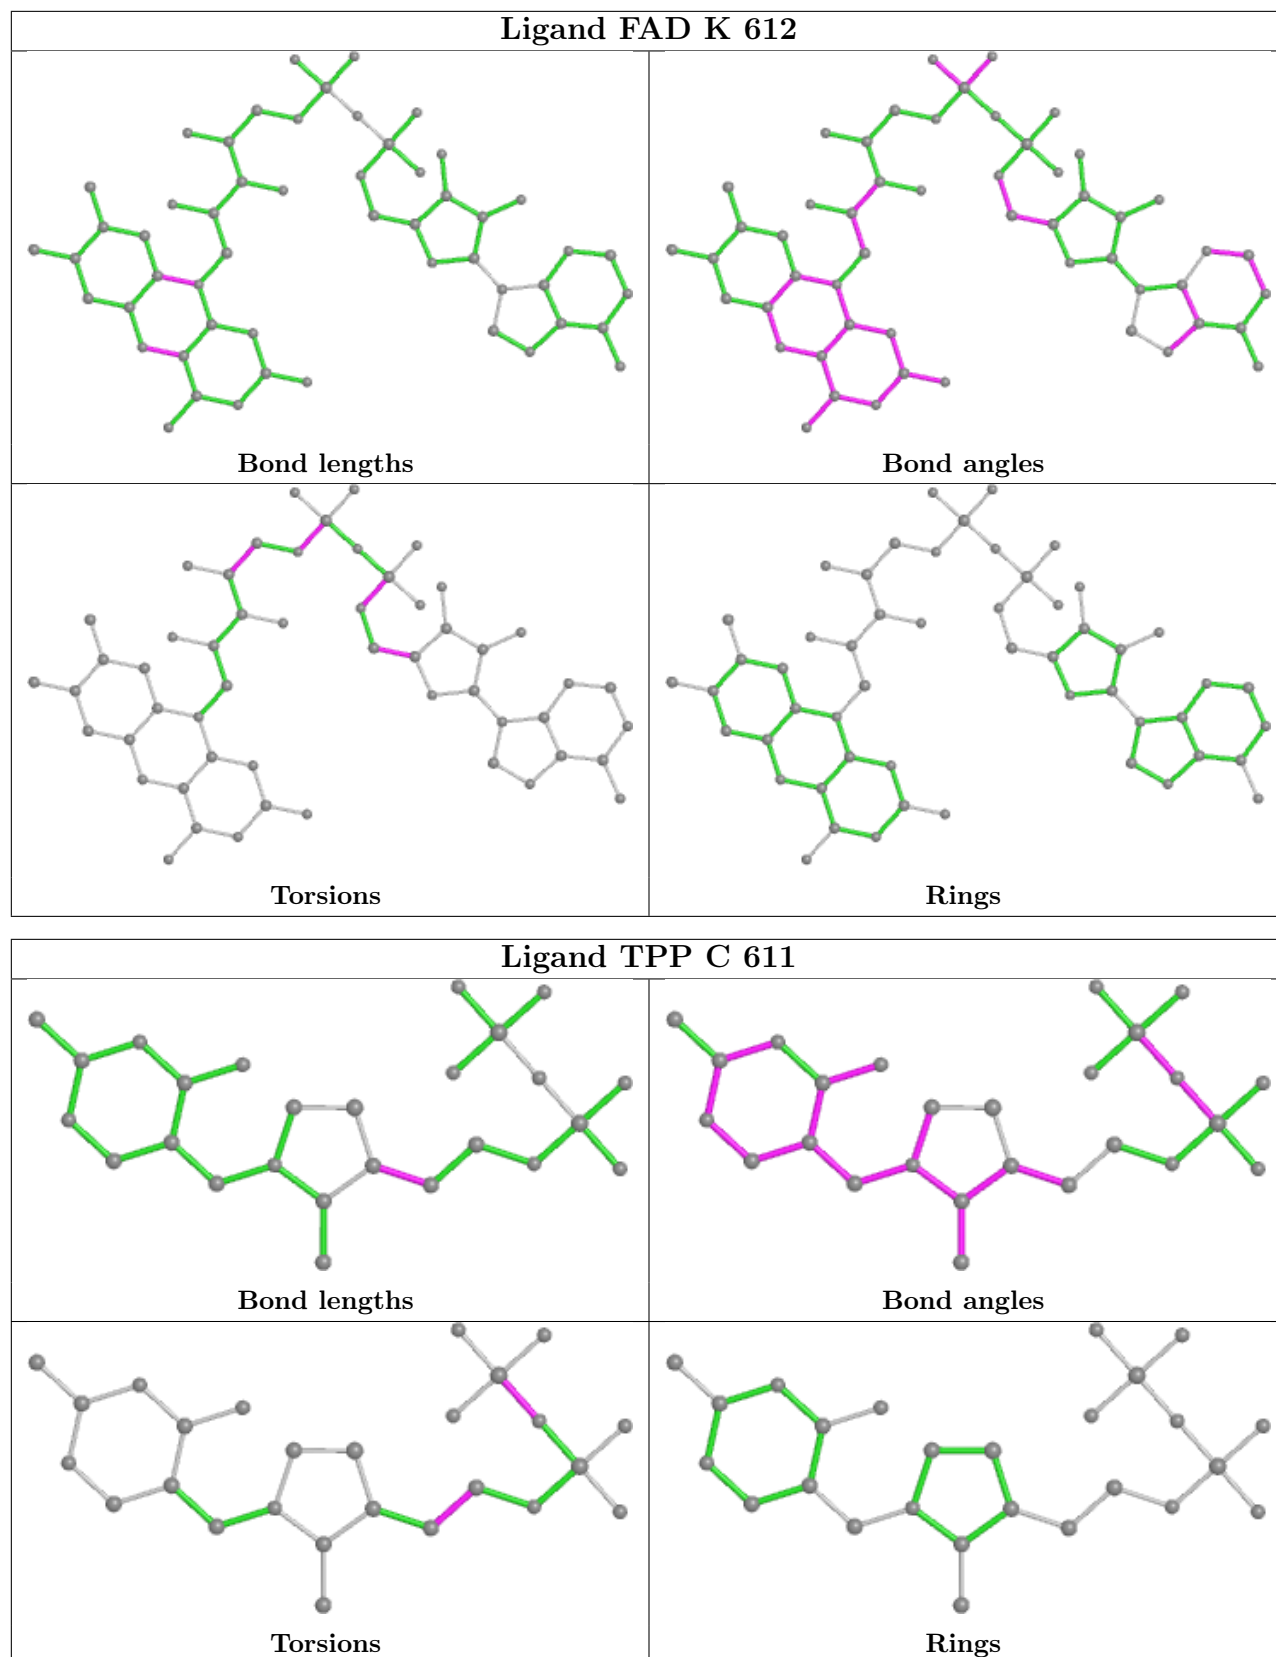 Ligand FAD K 612
Bond lengths
Bond angles
Torsions
Rings
Ligand TPP C 611
Bond lengths
Bond angles
Torsions
Rings